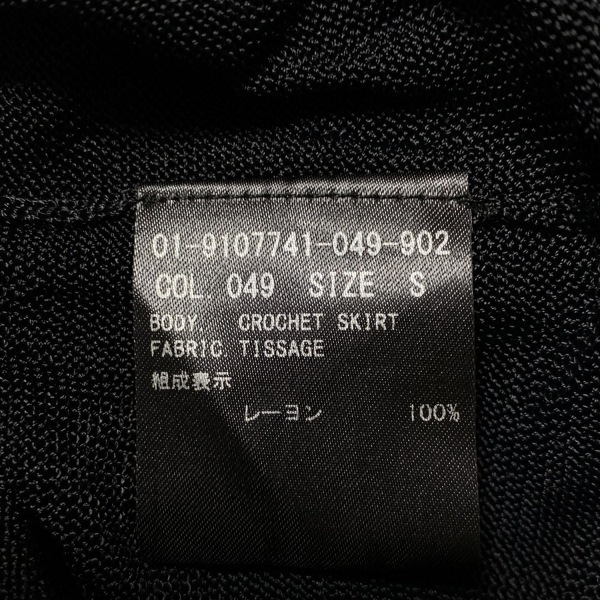 01-9107741-049-902
COL. 049 SIZE S
BODY. CROCHET SKIRT
FABRIC. TISSAGE
組成表示
レーヨン 100%